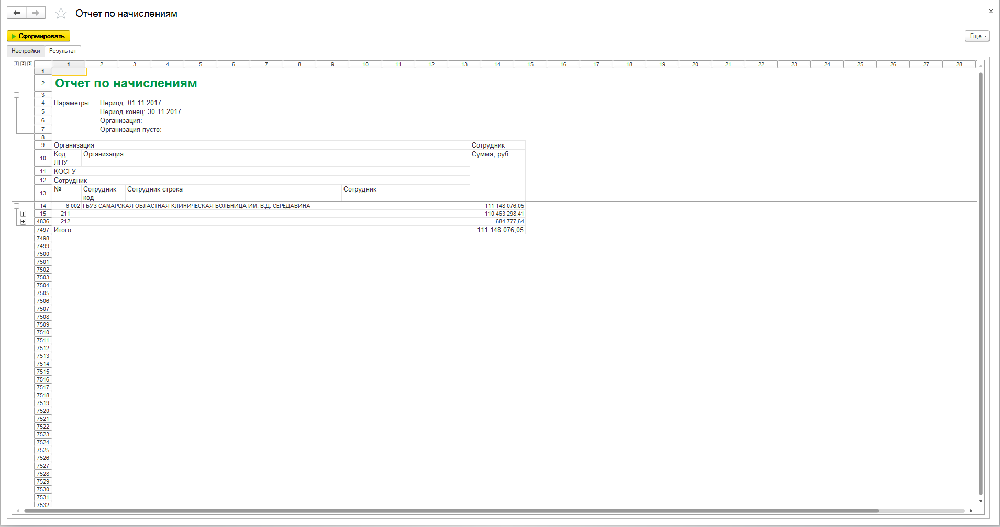 Отчет по начислениям
×
Сформировать
Еще
Настройки Результат
1 2 3
1 2 3 4 5 6 7 8 9 10 11 12 13 14 15 16 17 18 19 20 21 22 23 24 25 26 27 28
1
2 Отчет по начислениям
3
4 Параметры: Период: 01.11.2017
5 Период конец: 30.11.2017
6 Организация:
7 Организация пусто:
8
9 Организация Сотрудник
10 Код ЛПУ Организация Сумма, руб
11 КОСГУ
12 Сотрудник
13 № Сотрудник код Сотрудник строка Сотрудник
14 6 002 ГБУЗ САМАРСКАЯ ОБЛАСТНАЯ КЛИНИЧЕСКАЯ БОЛЬНИЦА ИМ. В.Д. СЕРЕДАВИНА 111 148 076,05
15 211 110 463 298,41
4836 212 684 777,64
7497 Итого 111 148 076,05
7498
7499
7500
7501
7502
7503
7504
7505
7506
7507
7508
7509
7510
7511
7512
7513
7514
7515
7516
7517
7518
7519
7520
7521
7522
7523
7524
7525
7526
7527
7528
7529
7530
7531
7532